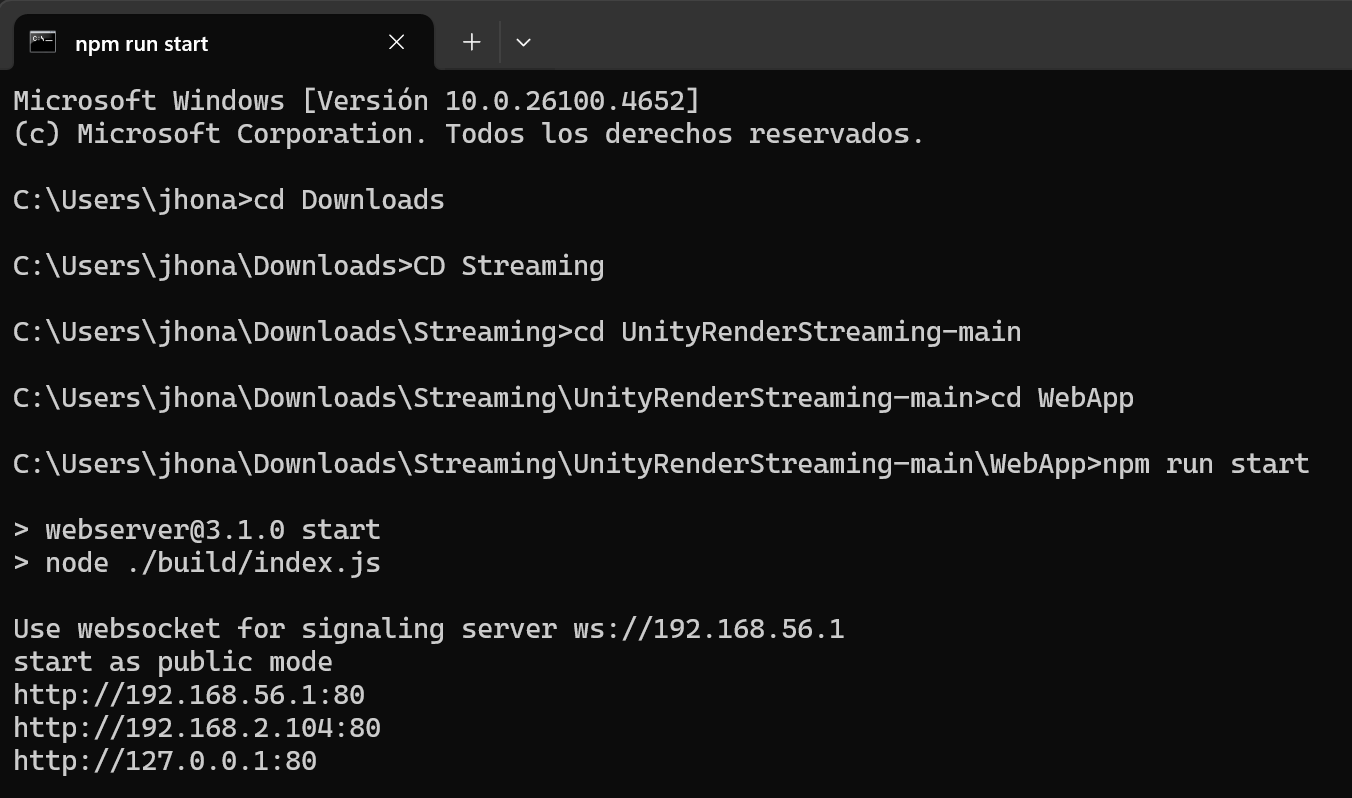 npm run start
Microsoft Windows [Versión 10.0.26100.4652]
(c) Microsoft Corporation. Todos los derechos reservados.
C:\Users\jhona>cd Downloads
C:\Users\jhona\Downloads>CD Streaming
C:\Users\jhona\Downloads\Streaming>cd UnityRenderStreaming-main
C:\Users\jhona\Downloads\Streaming\UnityRenderStreaming-main>cd WebApp
C:\Users\jhona\Downloads\Streaming\UnityRenderStreaming-main\WebApp>npm run start
> webserver@3.1.0 start
> node ./build/index.js
Use websocket for signaling server ws://192.168.56.1
start as public mode
http://192.168.56.1:80
http://192.168.2.104:80
http://127.0.0.1:80